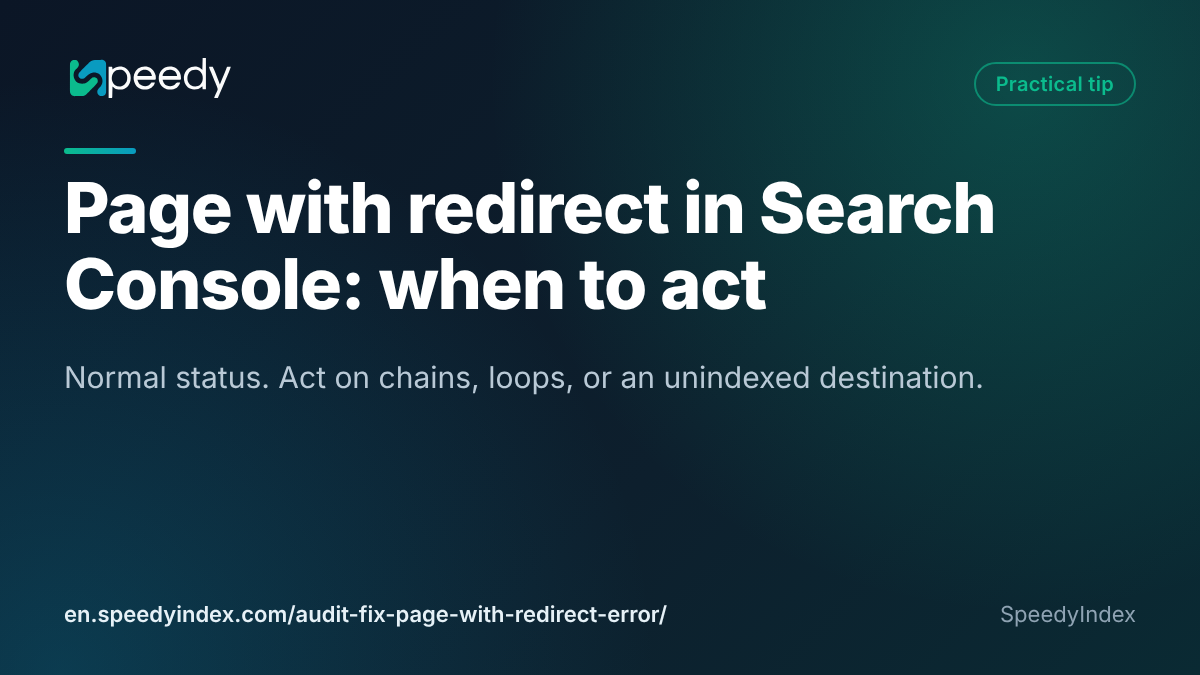 Speedy
Practical tip
Page with redirect in Search
Console: when to act
Normal status. Act on chains, loops, or an unindexed destination.
en.speedyindex.com/audit-fix-page-with-redirect-error/
SpeedyIndex